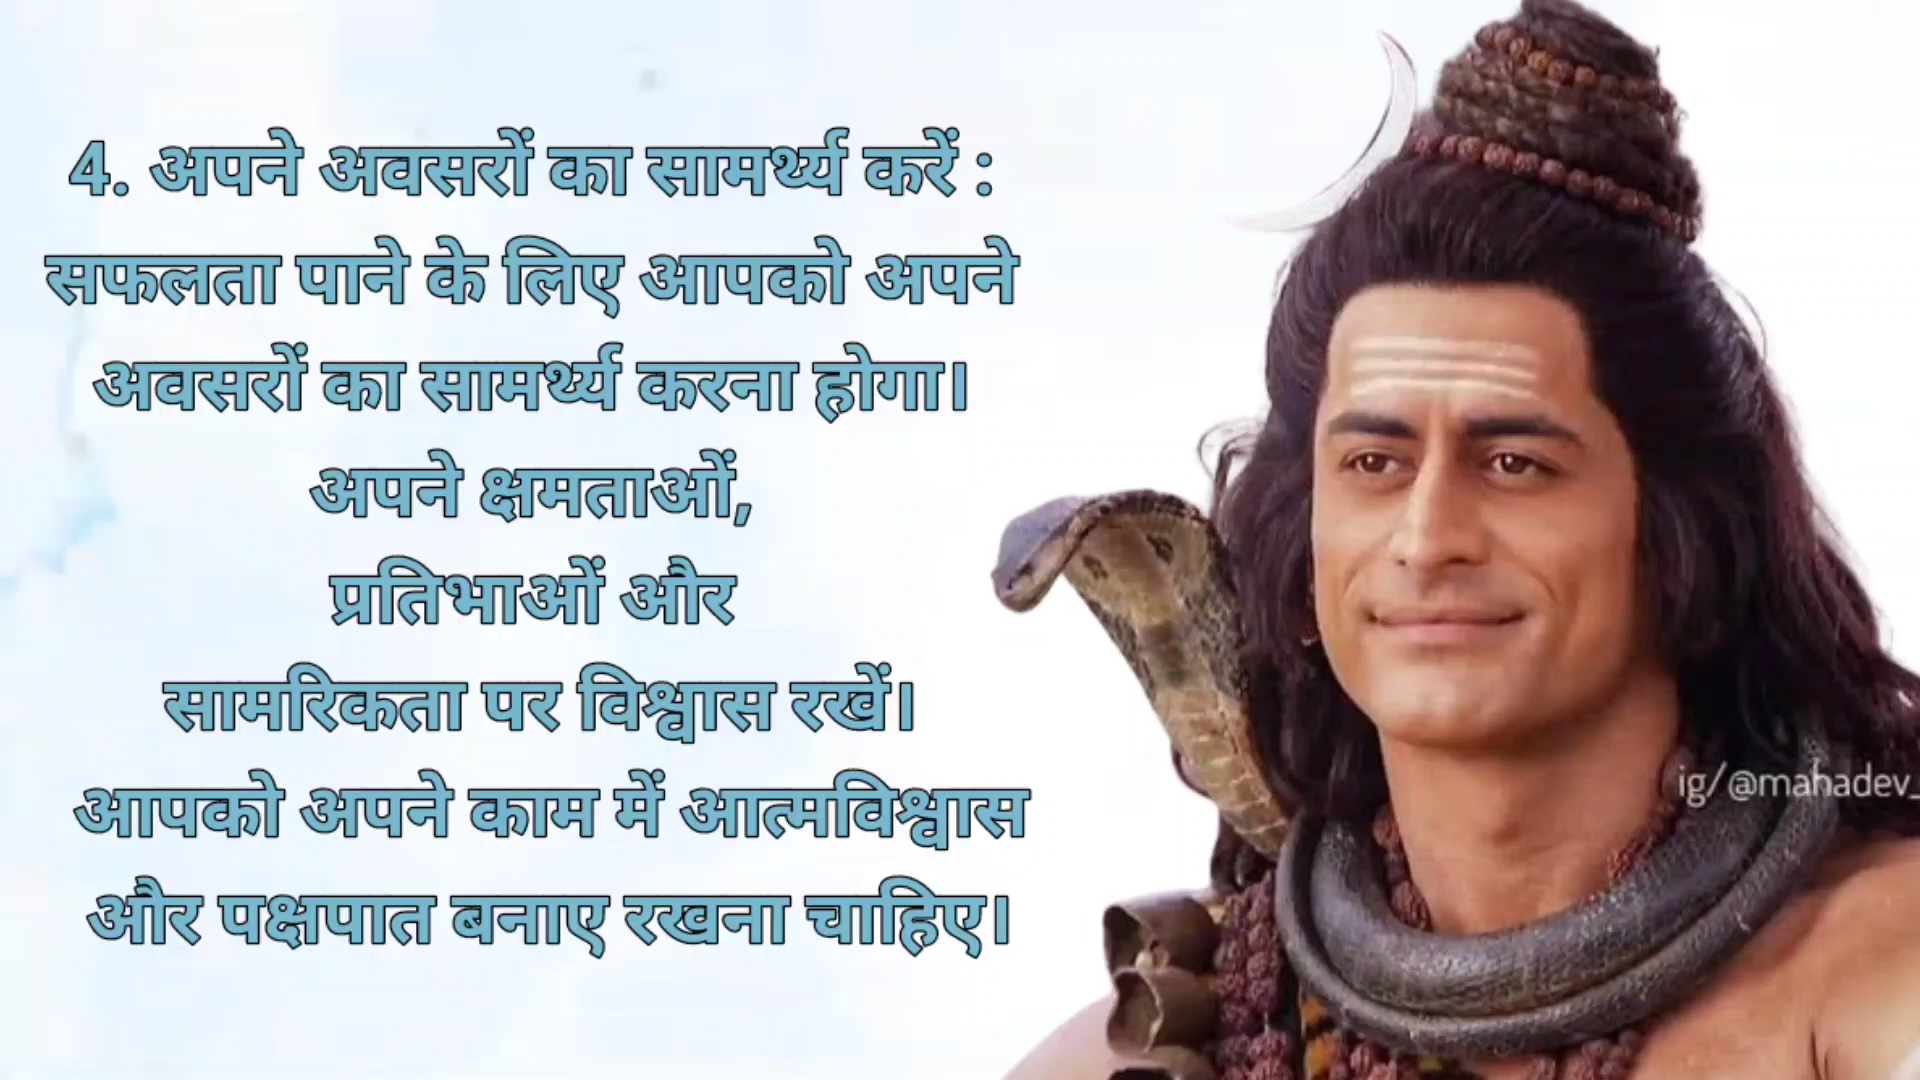 4. अपने अवसरों का सामर्थ्य करें :
सफलता पाने के लिए आपको अपने
अवसरों का सामर्थ्य करना होगा।
अपने क्षमताओं,
प्रतिभाओं और
सामरिकता पर विश्वास रखें।
आपको अपने काम में आत्मविश्वास
और पक्षपात बनाए रखना चाहिए।
ig/@mahadev_